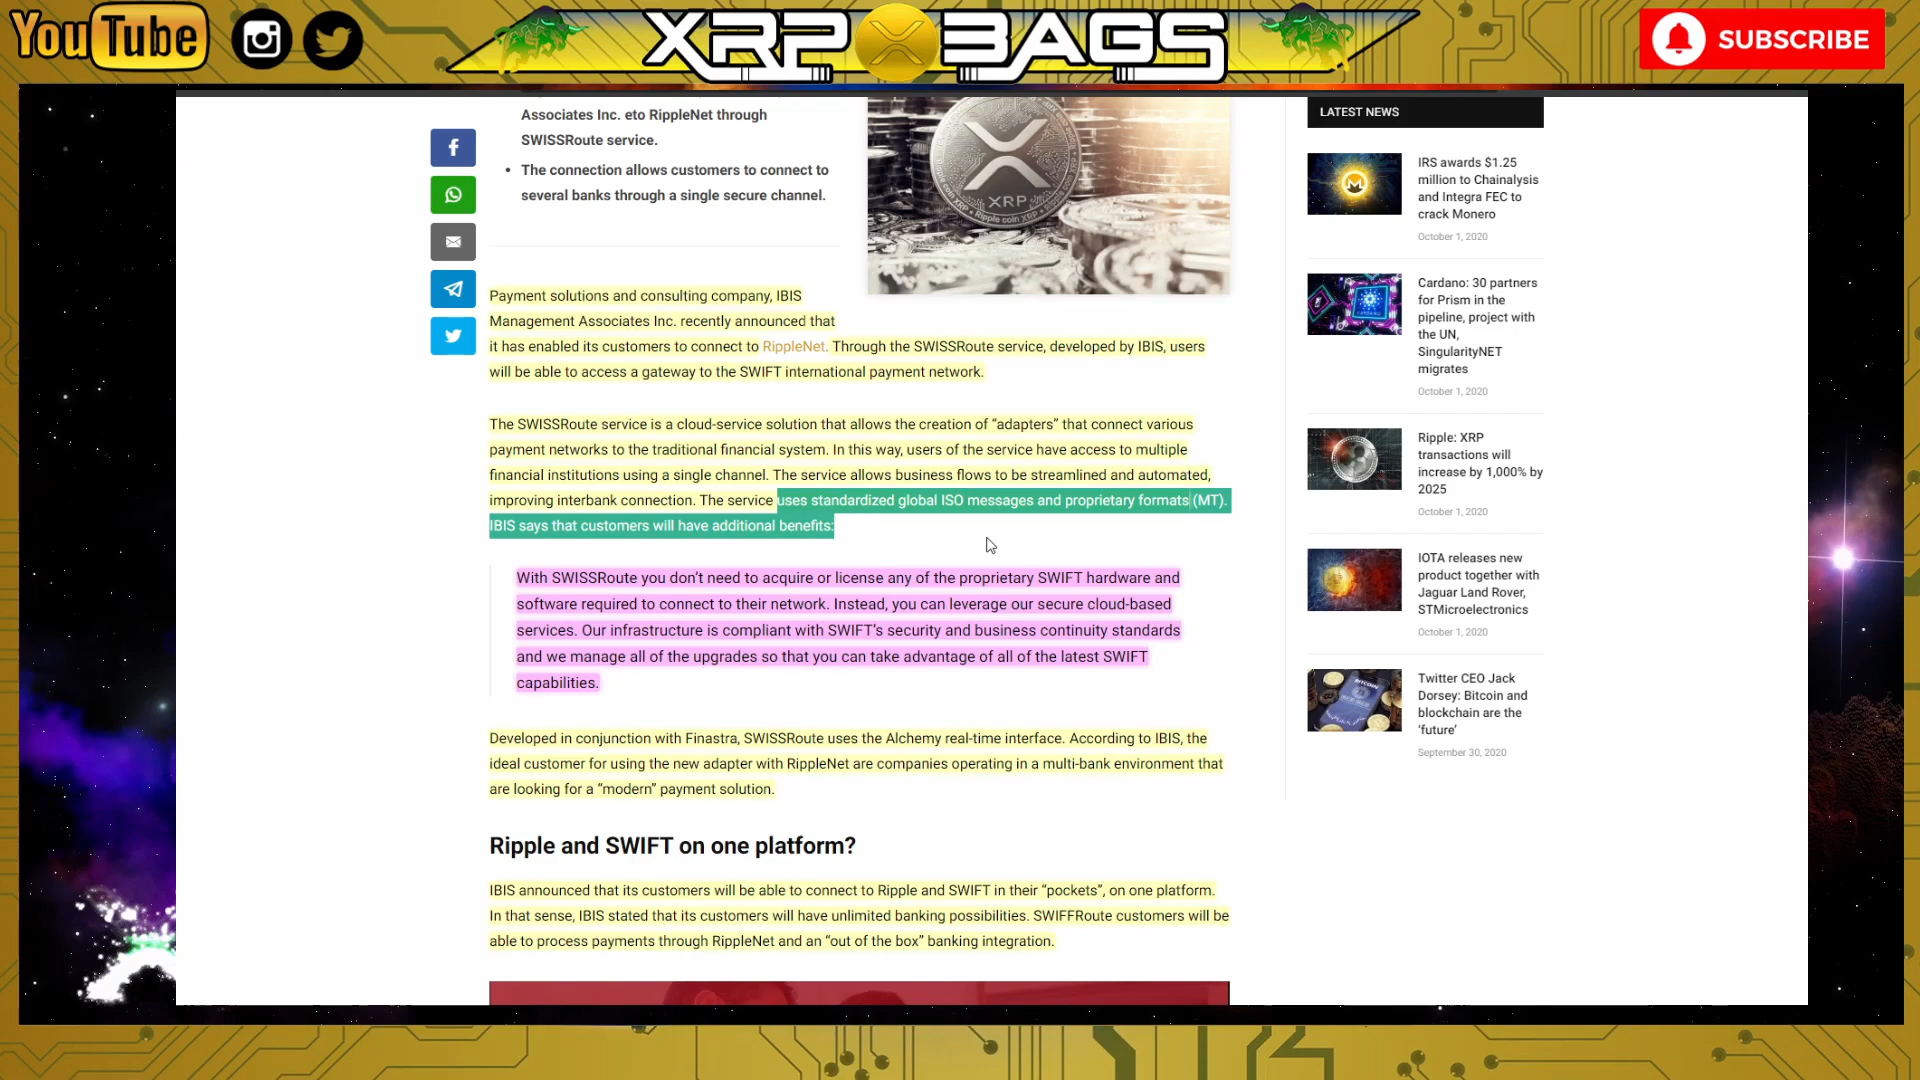 YouTube
XRP BAGS
SUBSCRIBE
Associates Inc. eto RippleNet through
SWISSRoute service.
• The connection allows customers to connect to
several banks through a single secure channel.
XRP
Payment solutions and consulting company, IBIS
Management Associates Inc. recently announced that
it has enabled its customers to connect to RippleNet. Through the SWISSRoute service, developed by IBIS, users
will be able to access a gateway to the SWIFT international payment network.
The SWISSRoute service is a cloud-service solution that allows the creation of “adapters” that connect various
payment networks to the traditional financial system. In this way, users of the service have access to multiple
financial institutions using a single channel. The service allows business flows to be streamlined and automated,
improving interbank connection. The service uses standardized global ISO messages and proprietary formats (MT).
IBIS says that customers will have additional benefits:
With SWISSRoute you don’t need to acquire or license any of the proprietary SWIFT hardware and
software required to connect to their network. Instead, you can leverage our secure cloud-based
services. Our infrastructure is compliant with SWIFT’s security and business continuity standards
and we manage all of the upgrades so that you can take advantage of all of the latest SWIFT
capabilities.
Developed in conjunction with Finastra, SWISSRoute uses the Alchemy real-time interface. According to IBIS, the
ideal customer for using the new adapter with RippleNet are companies operating in a multi-bank environment that
are looking for a “modern” payment solution.
Ripple and SWIFT on one platform?
IBIS announced that its customers will be able to connect to Ripple and SWIFT in their “pockets”, on one platform.
In that sense, IBIS stated that its customers will have unlimited banking possibilities. SWIFFRoute customers will be
able to process payments through RippleNet and an “out of the box” banking integration.
LATEST NEWS
IRS awards $1.25
million to Chainalysis
and Integra FEC to
crack Monero
October 1, 2020
Cardano: 30 partners
for Prism in the
pipeline, project with
the UN,
SingularityNET
migrates
October 1, 2020
Ripple: XRP
transactions will
increase by 1,000% by
2025
October 1, 2020
IOTA releases new
product together with
Jaguar Land Rover,
STMicroelectronics
October 1, 2020
Twitter CEO Jack
Dorsey: Bitcoin and
blockchain are the
‘future’
September 30, 2020